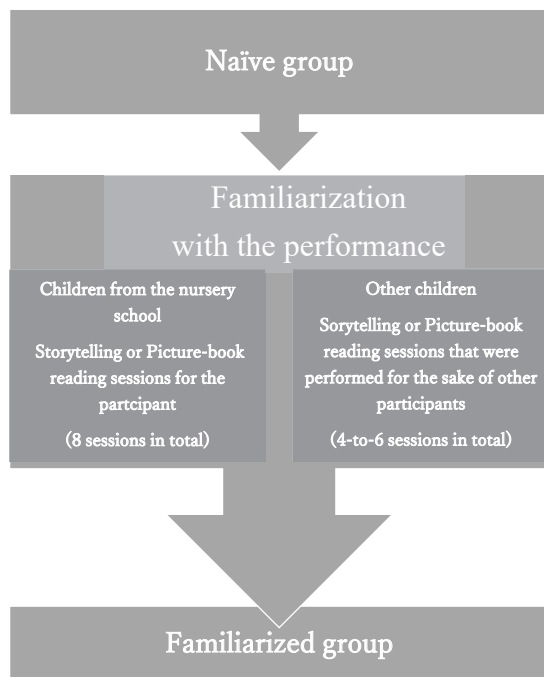 Naïve group
Familiarization
with the performance
Children from the nursery
school
Storytelling or Picture-book
reading sessions for the
partcipant
(8 sessions in total)
Other children
Sorytelling or Picture-book
reading sessions that were
performed for the sake of other
participants
(4-to-6 sessions in total)
Familiarized group